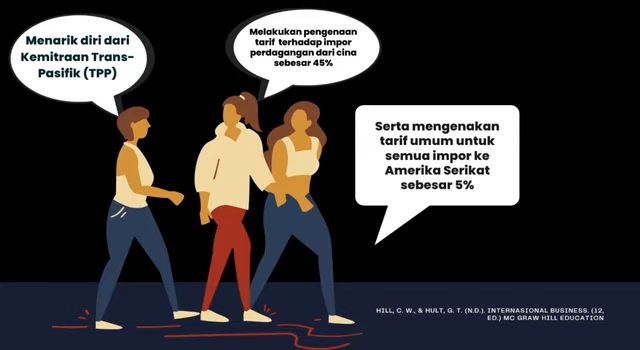 Menarik diri dari
Kemitraan Trans-
Pasifik (TPP)
Melakukan pengenaan
tarif terhadap impor
perdagangan dari cina
sebesar 45%
Serta mengenakan
tarif umum untuk
semua impor ke
Amerika Serikat
sebesar 5%
HILL, C. W., & HULT, G. T. (N.D.). INTERNASIONAL BUSINESS. (12,
ED.) MC GRAW HILL EDUCATION